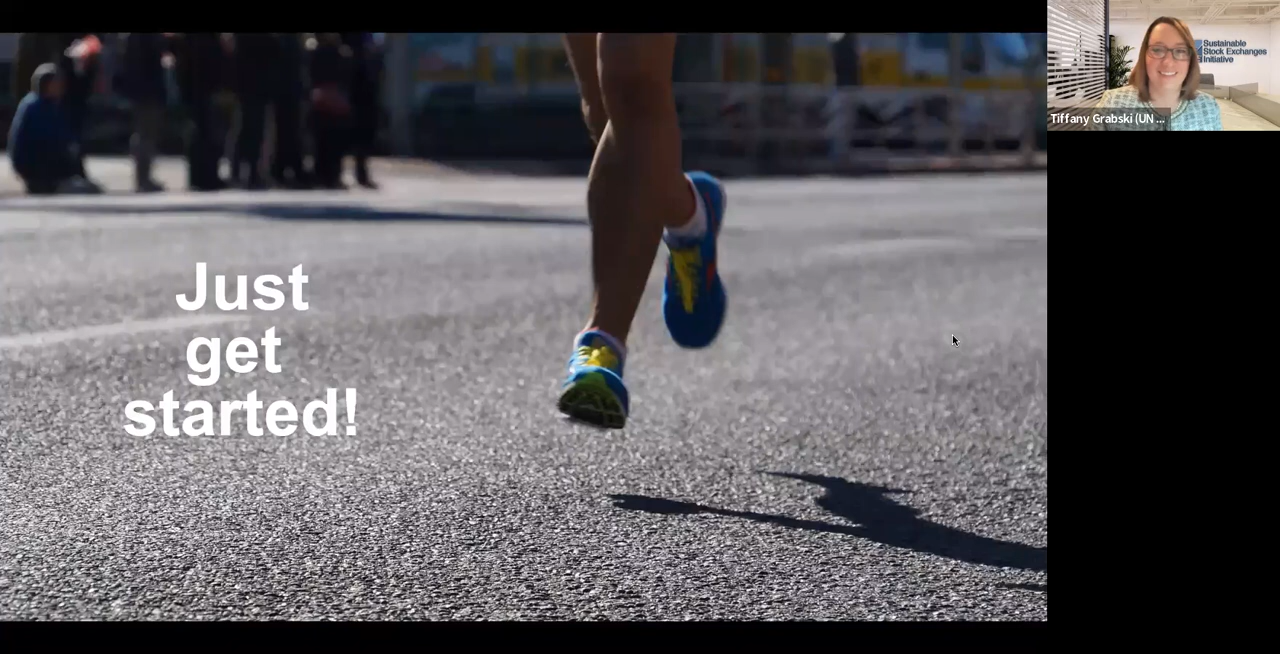 Just
get
started!
Sustainable
Stock Exchanges
Initiative
Tiffany Grabski (UN ...